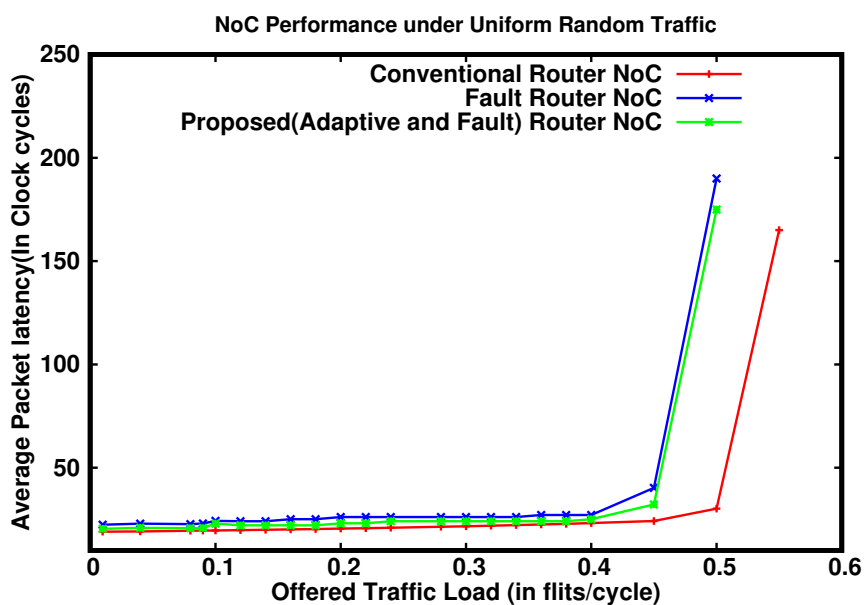 NoC Performance under Uniform Random Traffic
Average Packet latency(In Clock cycles)
250
200
150
100
50
Conventional Router NoC
Fault Router NoC
Proposed(Adaptive and Fault) Router NoC
0 0.1 0.2 0.3 0.4 0.5 0.6
Offered Traffic Load (in flits/cycle)